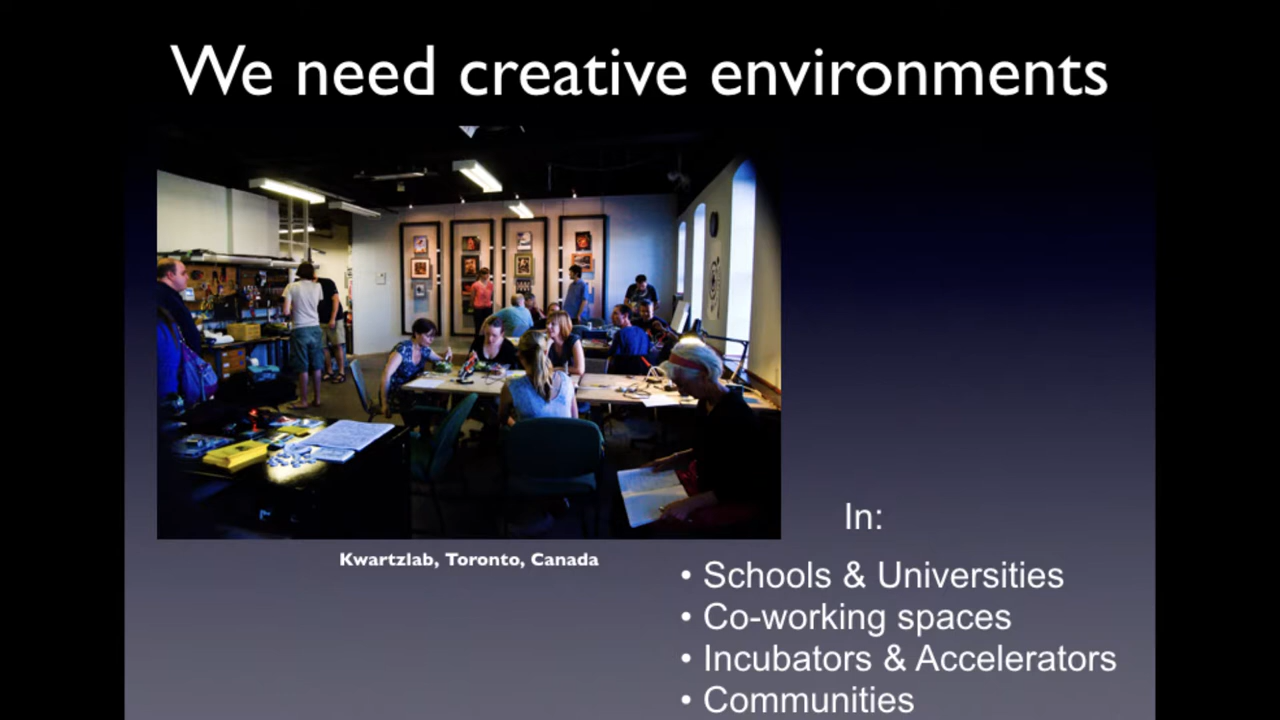 We need creative environments
Kwartzlab, Toronto, Canada
In:
• Schools & Universities
• Co-working spaces
• Incubators & Accelerators
• Communities